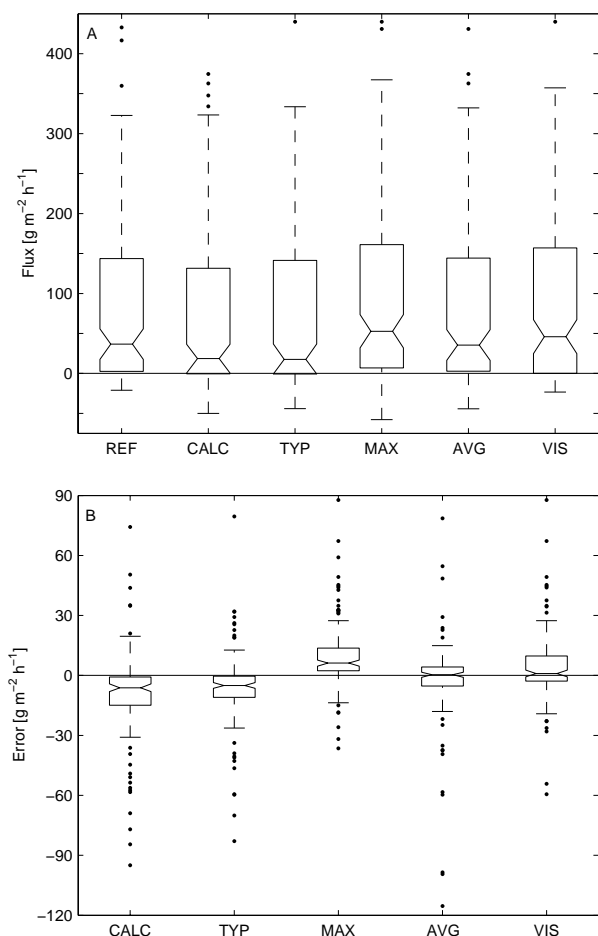 A
400
300
Flux [g m⁻² h⁻¹]
200
100
0
REF CALC TYP MAX AVG VIS
B
90
60
30
0
Error [g m⁻² h⁻¹]
−30
−60
−90
−120
CALC TYP MAX AVG VIS